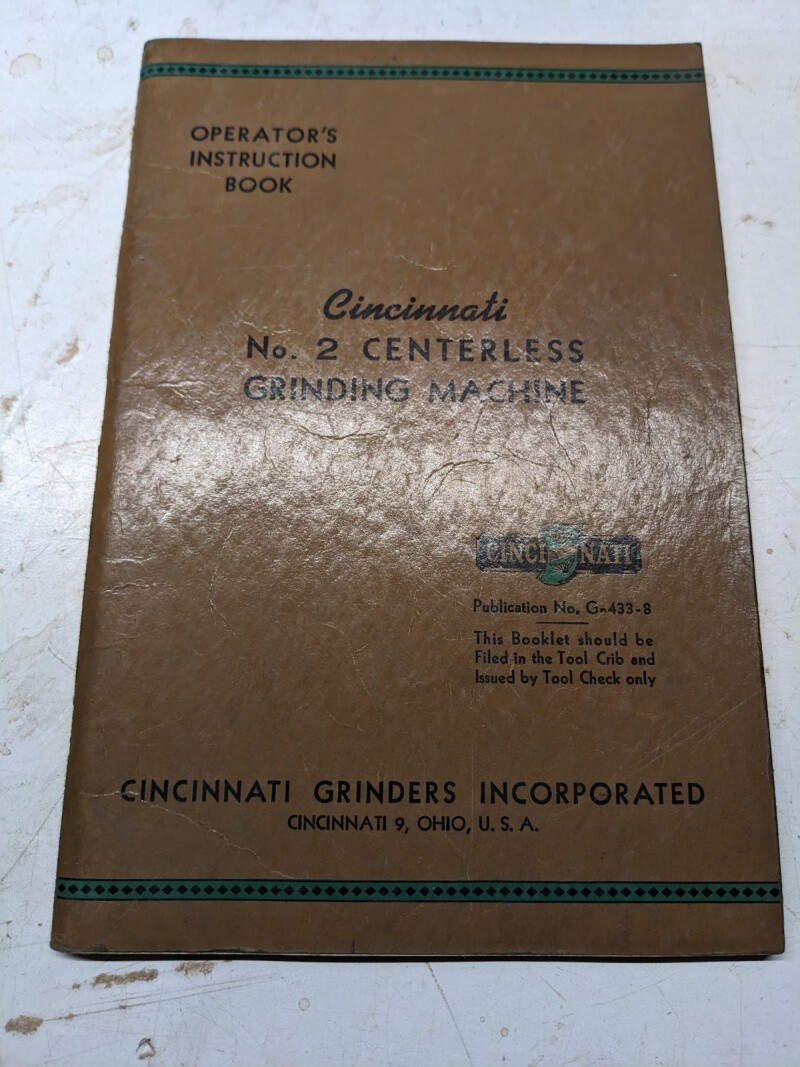 OPERATOR'S
INSTRUCTION
BOOK
Cincinnati
No. 2 CENTERLESS
GRINDING MACHINE
CINCINNATI
Publication No. G-433-8
This Booklet should be
Filed in the Tool Crib and
Issued by Tool Check only
CINCINNATI GRINDERS INCORPORATED
CINCINNATI 9, OHIO, U. S. A.